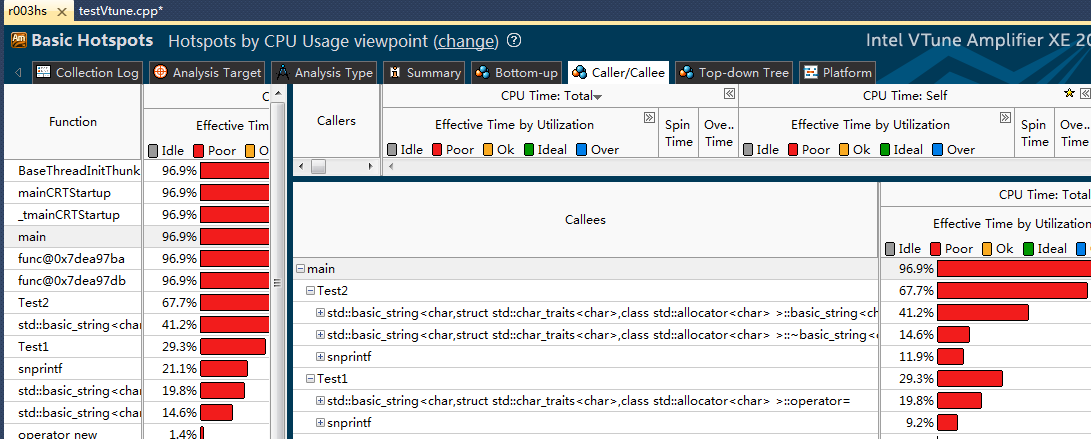 r003hs × testVtune.cpp*
Basic Hotspots Hotspots by CPU Usage viewpoint (change) ?
Intel VTune Amplifier XE 20
Collection Log Analysis Target Analysis Type Summary Bottom-up Caller/Callee Top-down Tree Platform
Function
Effective Tim
Idle Poor O
BaseThreadInitThunk 96.9%
mainCRTStartup 96.9%
_tmainCRTStartup 96.9%
main 96.9%
func@0x7dea97ba 96.9%
func@0x7dea97db 96.9%
Test2 67.7%
std::basic_string<char 41.2%
Test1 29.3%
snprintf 21.1%
std::basic_string<char 19.8%
std::basic_string<char 14.6%
operator new 1.4%
Callers
CPU Time: Total
CPU Time: Self
Effective Time by Utilization
Spin Time
Ove.. Time
Effective Time by Utilization
Spin Time
Ove.. Time
Idle Poor Ok Ideal Over
Idle Poor Ok Ideal Over
Callees
CPU Time: Total
Effective Time by Utilization
Idle Poor Ok Ideal
main 96.9%
Test2 67.7%
std::basic_string<char,struct std::char_traits<char>,class std::allocator<char> >::basic_string<ch 41.2%
std::basic_string<char,struct std::char_traits<char>,class std::allocator<char> >::~basic_string<c 14.6%
snprintf 11.9%
Test1 29.3%
std::basic_string<char,struct std::char_traits<char>,class std::allocator<char> >::operator= 19.8%
snprintf 9.2%